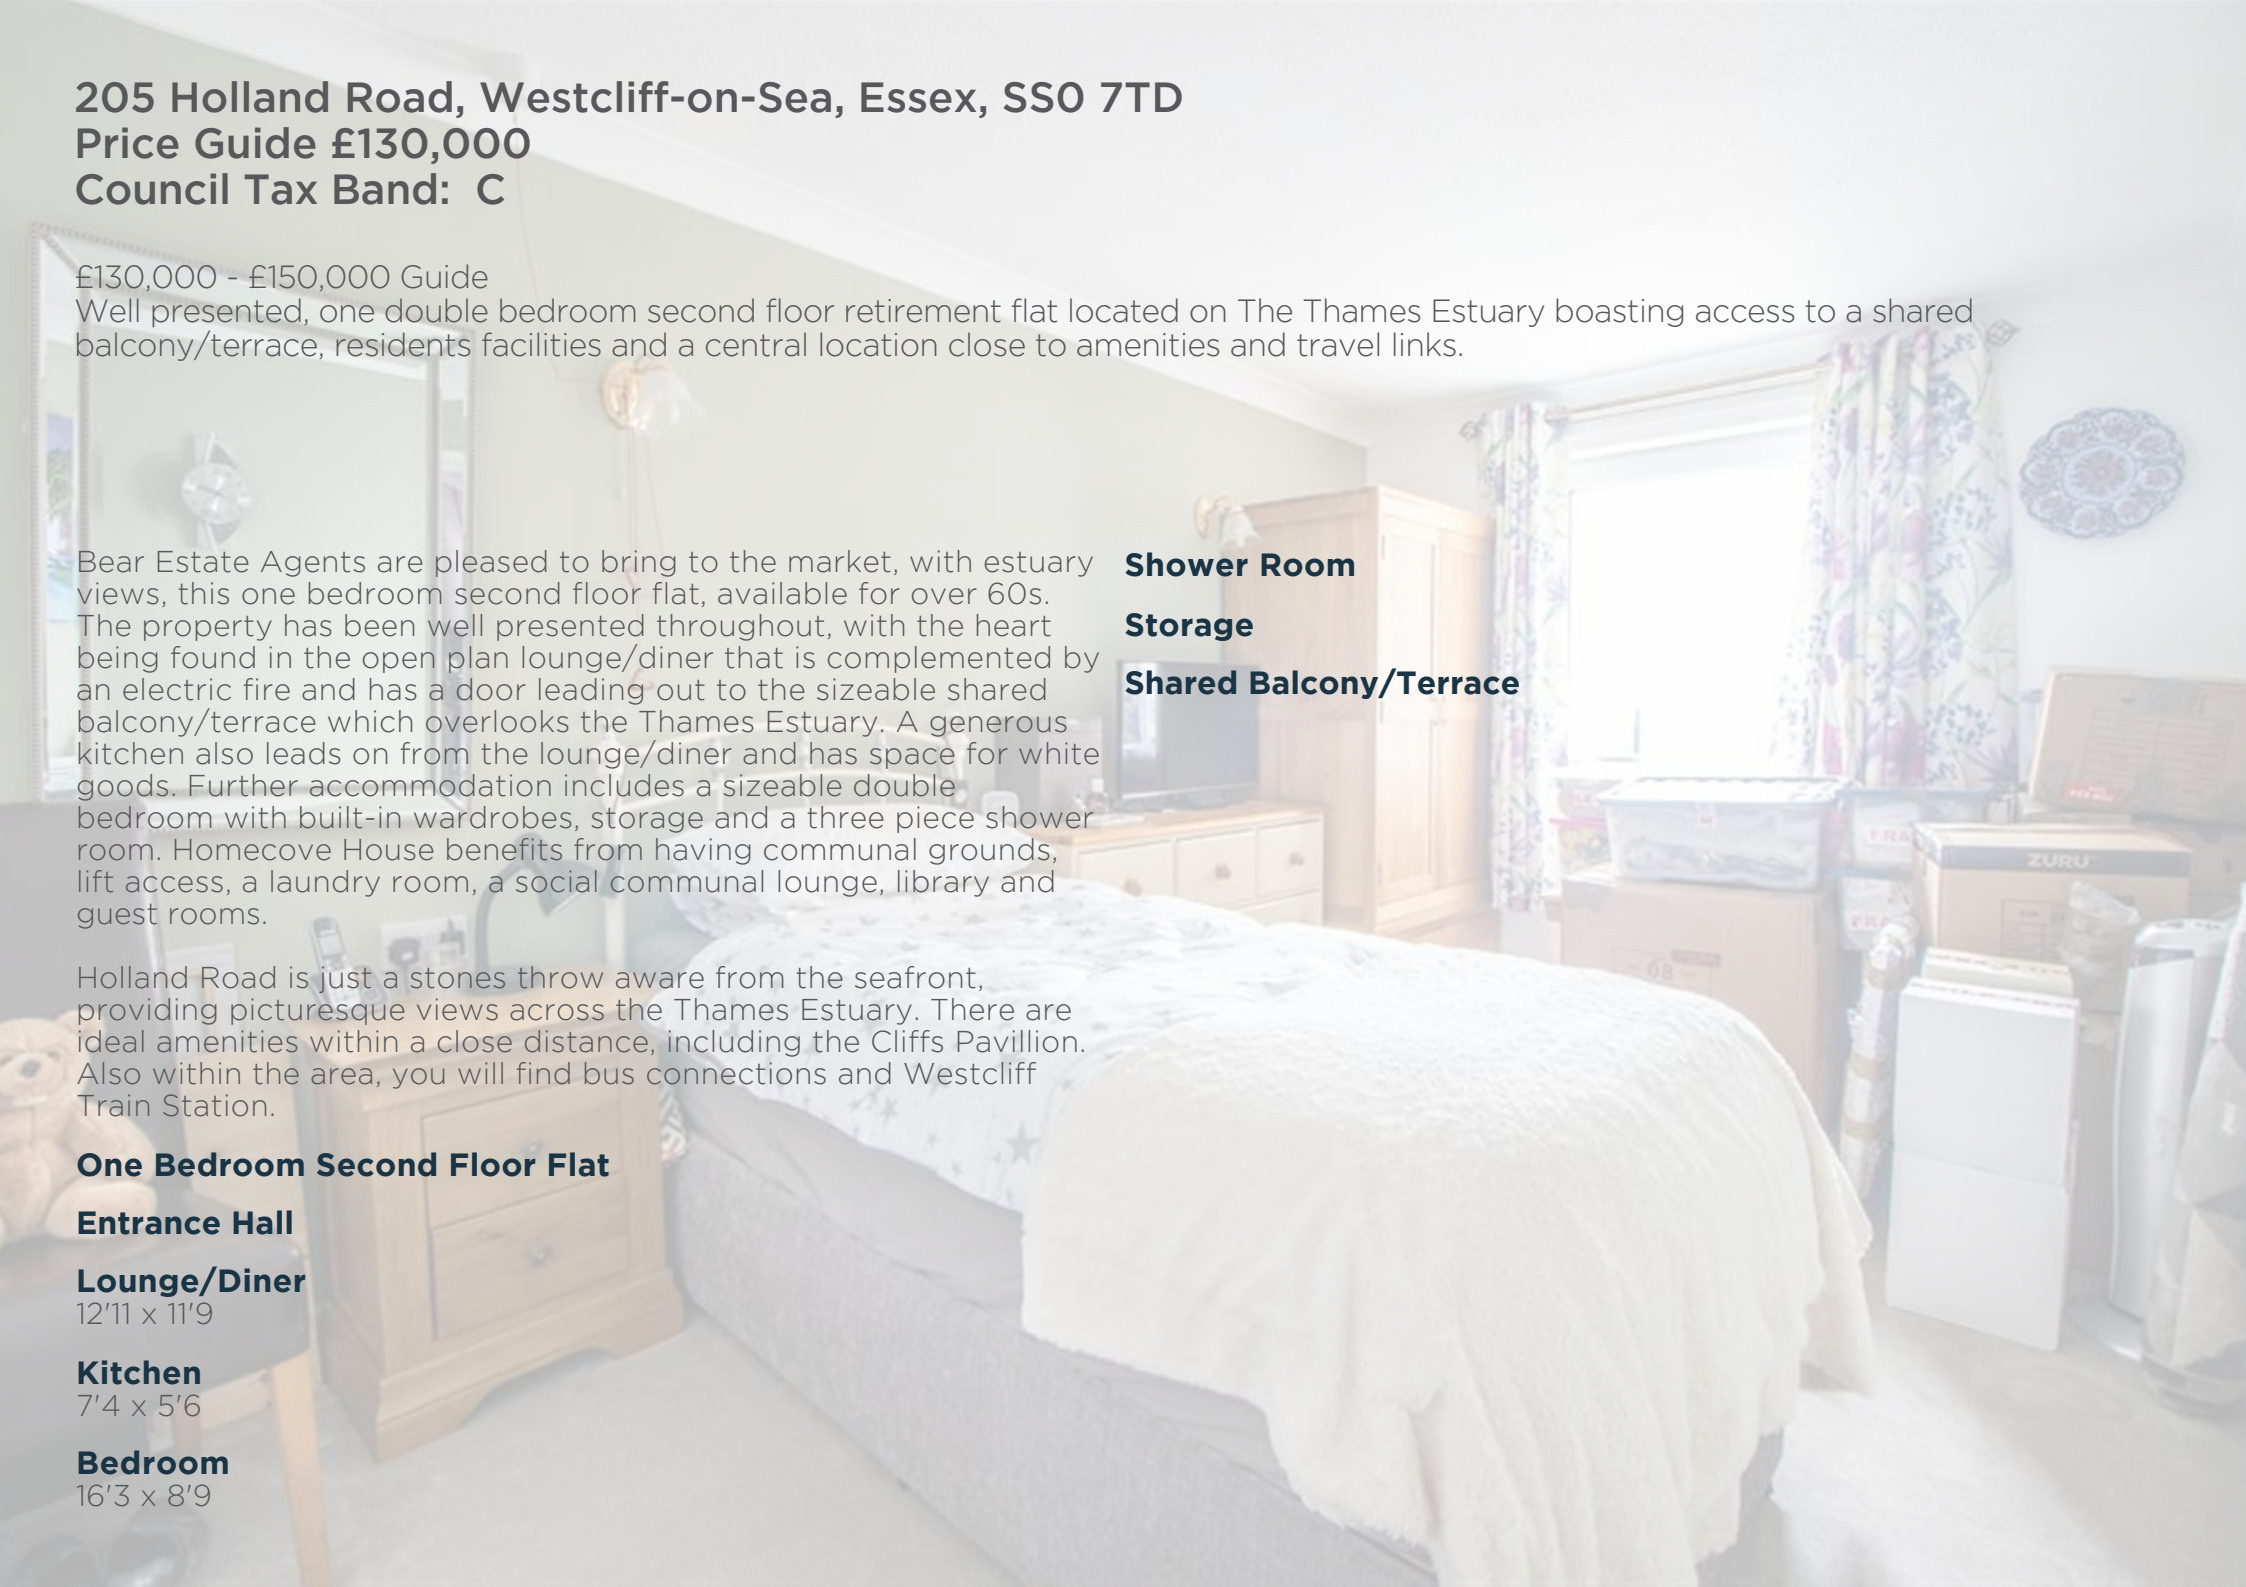 205 Holland Road, Westcliff-on-Sea, Essex, SS0 7TD
Price Guide £130,000
Council Tax Band: C
£130,000 - £150,000 Guide
Well presented, one double bedroom second floor retirement flat located on The Thames Estuary boasting access to a shared
balcony/terrace, residents facilities and a central location close to amenities and travel links.
Bear Estate Agents are pleased to bring to the market, with estuary
views, this one bedroom second floor flat, available for over 60s.
The property has been well presented throughout, with the heart
being found in the open plan lounge/diner that is complemented by
an electric fire and has a door leading out to the sizeable shared
balcony/terrace which overlooks the Thames Estuary. A generous
kitchen also leads on from the lounge/diner and has space for white
goods. Further accommodation includes a sizeable double
bedroom with built-in wardrobes, storage and a three piece shower
room. Homecove House benefits from having communal grounds,
lift access, a laundry room, a social communal lounge, library and
guest rooms.
Holland Road is just a stones throw aware from the seafront,
providing picturesque views across the Thames Estuary. There are
ideal amenities within a close distance, including the Cliffs Pavillion.
Also within the area, you will find bus connections and Westcliff
Train Station.
One Bedroom Second Floor Flat
Entrance Hall
Lounge/Diner
12'11 x 11'9
Kitchen
7'4 x 5'6
Bedroom
16'3 x 8'9
Shower Room
Storage
Shared Balcony/Terrace
ZURU